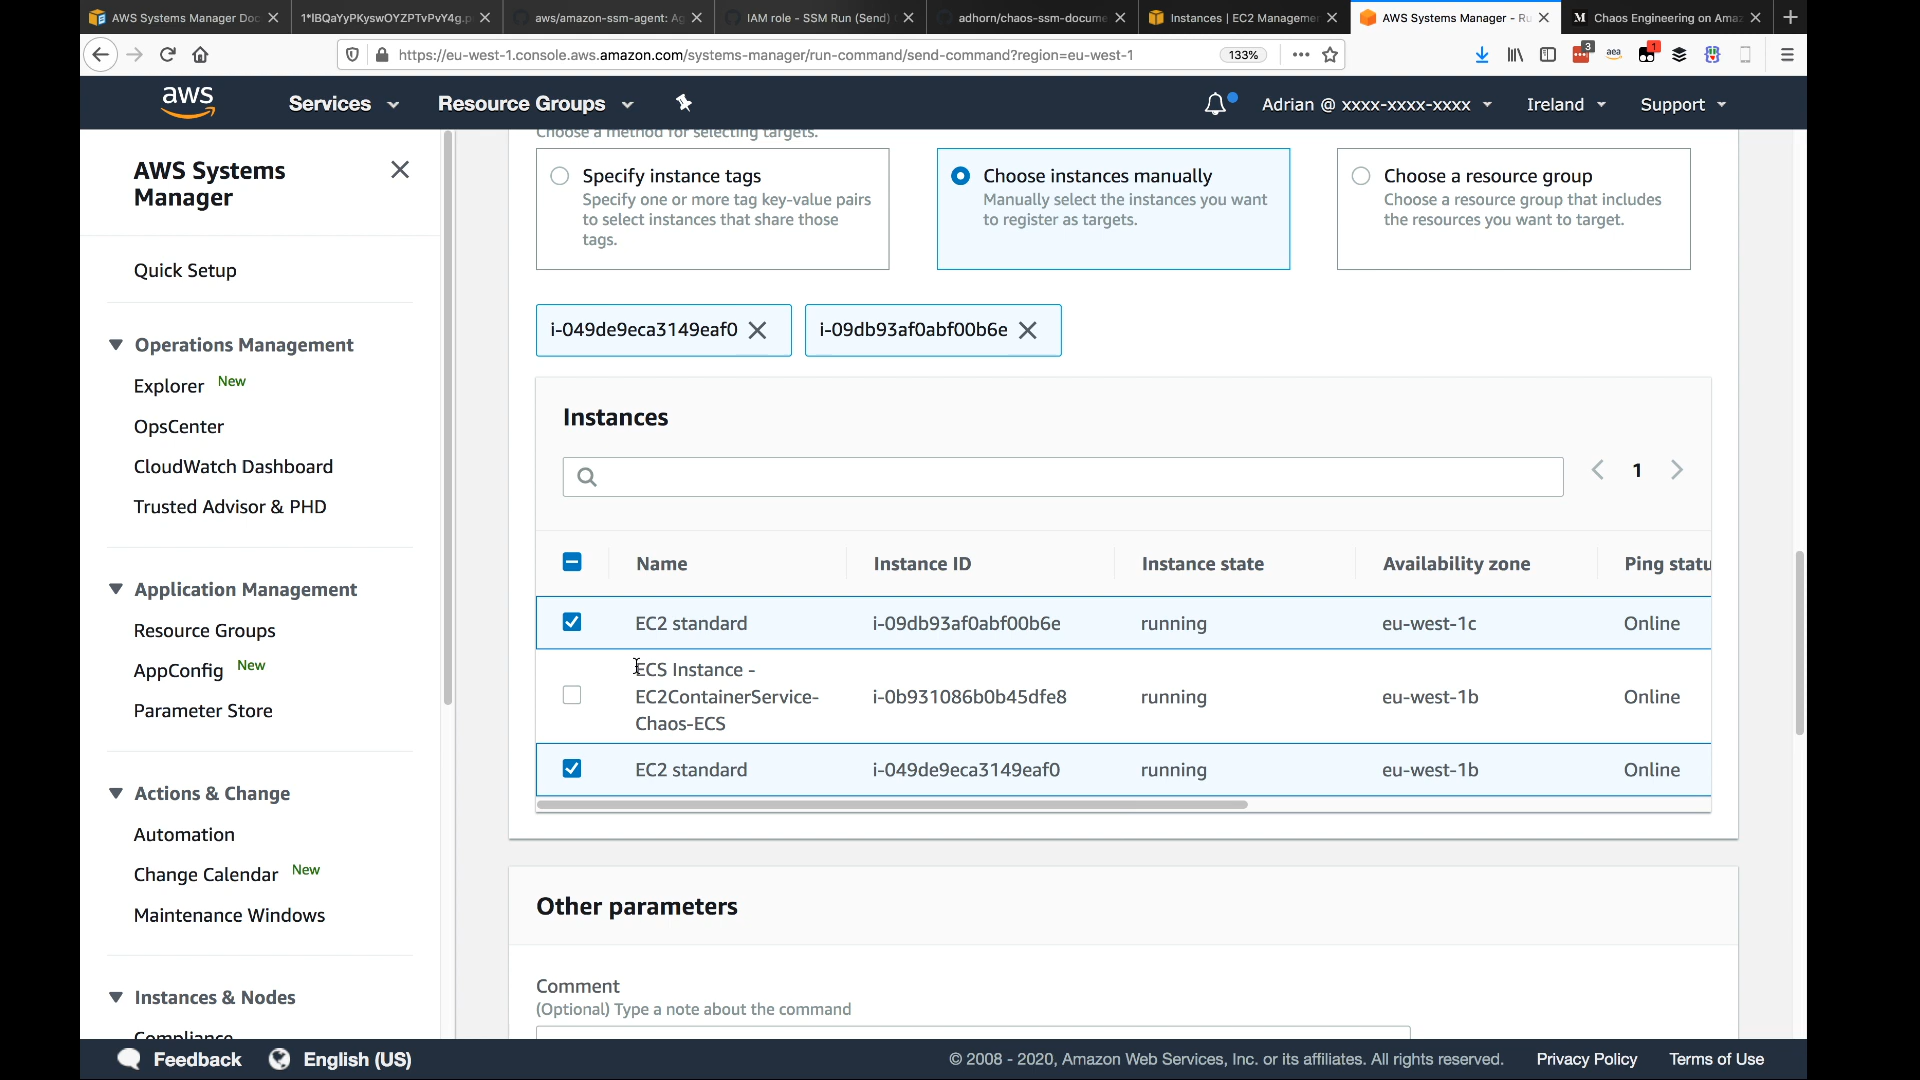 AWS Systems Manager Doc
1*lBQaYyPKyswOYZPTvPvY4g.p
aws/amazon-ssm-agent: Ag
IAM role - SSM Run (Send)
adhorn/chaos-ssm-docume
Instances | EC2 Manageme
AWS Systems Manager - Ru
M Chaos Engineering on Amaz
https://eu-west-1.console.aws.amazon.com/systems-manager/run-command/send-command?region=eu-west-1
133%
3
aea
1
aws
Services
Resource Groups
Adrian @ xxxx-xxxx-xxxx
Ireland
Support
AWS Systems
Manager
Quick Setup
Operations Management
Explorer New
OpsCenter
CloudWatch Dashboard
Trusted Advisor & PHD
Application Management
Resource Groups
AppConfig New
Parameter Store
Actions & Change
Automation
Change Calendar New
Maintenance Windows
Instances & Nodes
Compliance
Choose a method for selecting targets.
Specify instance tags
Specify one or more tag key-value pairs
to select instances that share those
tags.
Choose instances manually
Manually select the instances you want
to register as targets.
Choose a resource group
Choose a resource group that includes
the resources you want to target.
i-049de9eca3149eaf0
i-09db93af0abf00b6e
Instances
1
Name Instance ID Instance state Availability zone Ping statu
EC2 standard i-09db93af0abf00b6e running eu-west-1c Online
ECS Instance -
EC2ContainerService- i-0b931086b0b45dfe8 running eu-west-1b Online
Chaos-ECS
EC2 standard i-049de9eca3149eaf0 running eu-west-1b Online
Other parameters
Comment
(Optional) Type a note about the command
Feedback
English (US)
© 2008 - 2020, Amazon Web Services, Inc. or its affiliates. All rights reserved.
Privacy Policy
Terms of Use